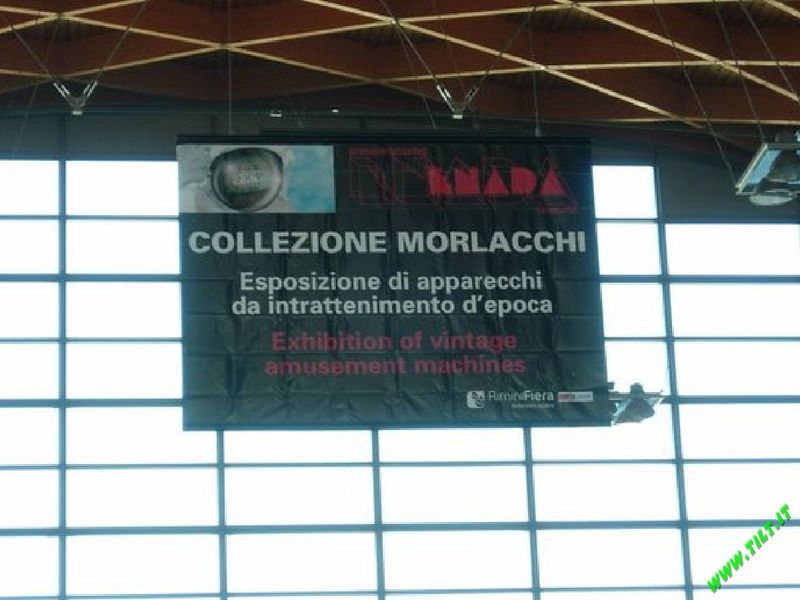 ENADA
COLLEZIONE MORLACCHI
Esposizione di apparecchi
da intrattenimento d'epoca
Exhibition of vintage
amusement machines
RiminiFiera
WWW.TILT.IT